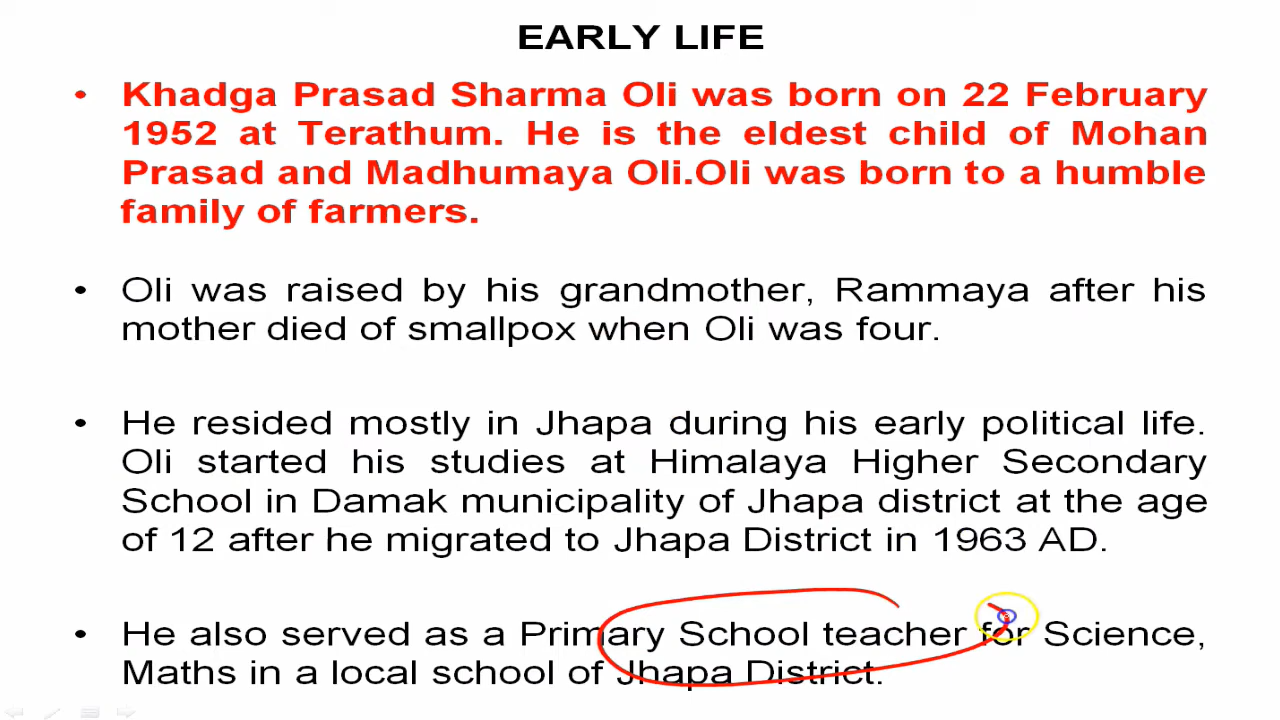 EARLY LIFE
• Khadga Prasad Sharma Oli was born on 22 February
1952 at Terathum. He is the eldest child of Mohan
Prasad and Madhumaya Oli.Oli was born to a humble
family of farmers.
• Oli was raised by his grandmother, Rammaya after his
mother died of smallpox when Oli was four.
• He resided mostly in Jhapa during his early political life.
Oli started his studies at Himalaya Higher Secondary
School in Damak municipality of Jhapa district at the age
of 12 after he migrated to Jhapa District in 1963 AD.
• He also served as a Primary School teacher for Science,
Maths in a local school of Jhapa District.